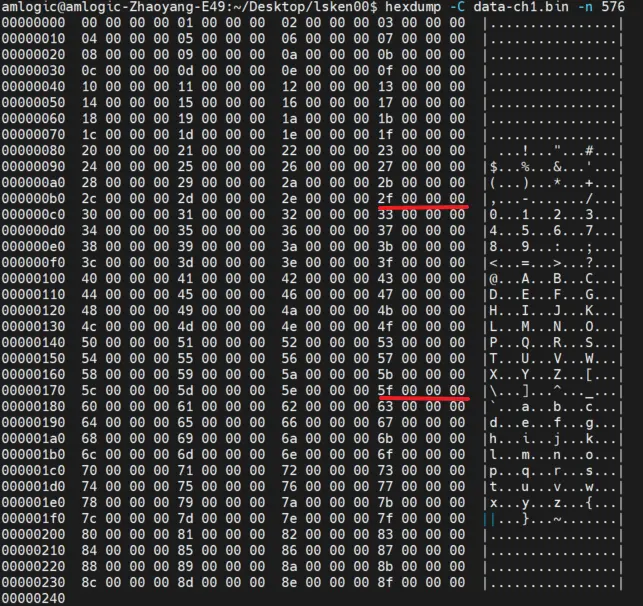 amlogic@amlogic-Zhaoyang-E49:~/Desktop/lsken00$ hexdump -C data-ch1.bin -n 576
00000000  00 00 00 00 01 00 00 00  02 00 00 00 03 00 00 00  |................|
00000010  04 00 00 00 05 00 00 00  06 00 00 00 07 00 00 00  |................|
00000020  08 00 00 00 09 00 00 00  0a 00 00 00 0b 00 00 00  |................|
00000030  0c 00 00 00 0d 00 00 00  0e 00 00 00 0f 00 00 00  |................|
00000040  10 00 00 00 11 00 00 00  12 00 00 00 13 00 00 00  |................|
00000050  14 00 00 00 15 00 00 00  16 00 00 00 17 00 00 00  |................|
00000060  18 00 00 00 19 00 00 00  1a 00 00 00 1b 00 00 00  |................|
00000070  1c 00 00 00 1d 00 00 00  1e 00 00 00 1f 00 00 00  |................|
00000080  20 00 00 00 21 00 00 00  22 00 00 00 23 00 00 00  | ...!..."...#...|
00000090  24 00 00 00 25 00 00 00  26 00 00 00 27 00 00 00  |$...%...&...'...|
000000a0  28 00 00 00 29 00 00 00  2a 00 00 00 2b 00 00 00  |(...)...*...+...|
000000b0  2c 00 00 00 2d 00 00 00  2e 00 00 00 2f 00 00 00  |,...-......./...|
000000c0  30 00 00 00 31 00 00 00  32 00 00 00 33 00 00 00  |0...1...2...3...|
000000d0  34 00 00 00 35 00 00 00  36 00 00 00 37 00 00 00  |4...5...6...7...|
000000e0  38 00 00 00 39 00 00 00  3a 00 00 00 3b 00 00 00  |8...9...:...;...|
000000f0  3c 00 00 00 3d 00 00 00  3e 00 00 00 3f 00 00 00  |<...=...>...?...|
00000100  40 00 00 00 41 00 00 00  42 00 00 00 43 00 00 00  |@...A...B...C...|
00000110  44 00 00 00 45 00 00 00  46 00 00 00 47 00 00 00  |D...E...F...G...|
00000120  48 00 00 00 49 00 00 00  4a 00 00 00 4b 00 00 00  |H...I...J...K...|
00000130  4c 00 00 00 4d 00 00 00  4e 00 00 00 4f 00 00 00  |L...M...N...O...|
00000140  50 00 00 00 51 00 00 00  52 00 00 00 53 00 00 00  |P...Q...R...S...|
00000150  54 00 00 00 55 00 00 00  56 00 00 00 57 00 00 00  |T...U...V...W...|
00000160  58 00 00 00 59 00 00 00  5a 00 00 00 5b 00 00 00  |X...Y...Z...[...|
00000170  5c 00 00 00 5d 00 00 00  5e 00 00 00 5f 00 00 00  |\...]...^..._...|
00000180  60 00 00 00 61 00 00 00  62 00 00 00 63 00 00 00  |`...a...b...c...|
00000190  64 00 00 00 65 00 00 00  66 00 00 00 67 00 00 00  |d...e...f...g...|
000001a0  68 00 00 00 69 00 00 00  6a 00 00 00 6b 00 00 00  |h...i...j...k...|
000001b0  6c 00 00 00 6d 00 00 00  6e 00 00 00 6f 00 00 00  |l...m...n...o...|
000001c0  70 00 00 00 71 00 00 00  72 00 00 00 73 00 00 00  |p...q...r...s...|
000001d0  74 00 00 00 75 00 00 00  76 00 00 00 77 00 00 00  |t...u...v...w...|
000001e0  78 00 00 00 79 00 00 00  7a 00 00 00 7b 00 00 00  |x...y...z...{...|
000001f0  7c 00 00 00 7d 00 00 00  7e 00 00 00 7f 00 00 00  ||...}...~.......|
00000200  80 00 00 00 81 00 00 00  82 00 00 00 83 00 00 00  |................|
00000210  84 00 00 00 85 00 00 00  86 00 00 00 87 00 00 00  |................|
00000220  88 00 00 00 89 00 00 00  8a 00 00 00 8b 00 00 00  |................|
00000230  8c 00 00 00 8d 00 00 00  8e 00 00 00 8f 00 00 00  |................|
00000240